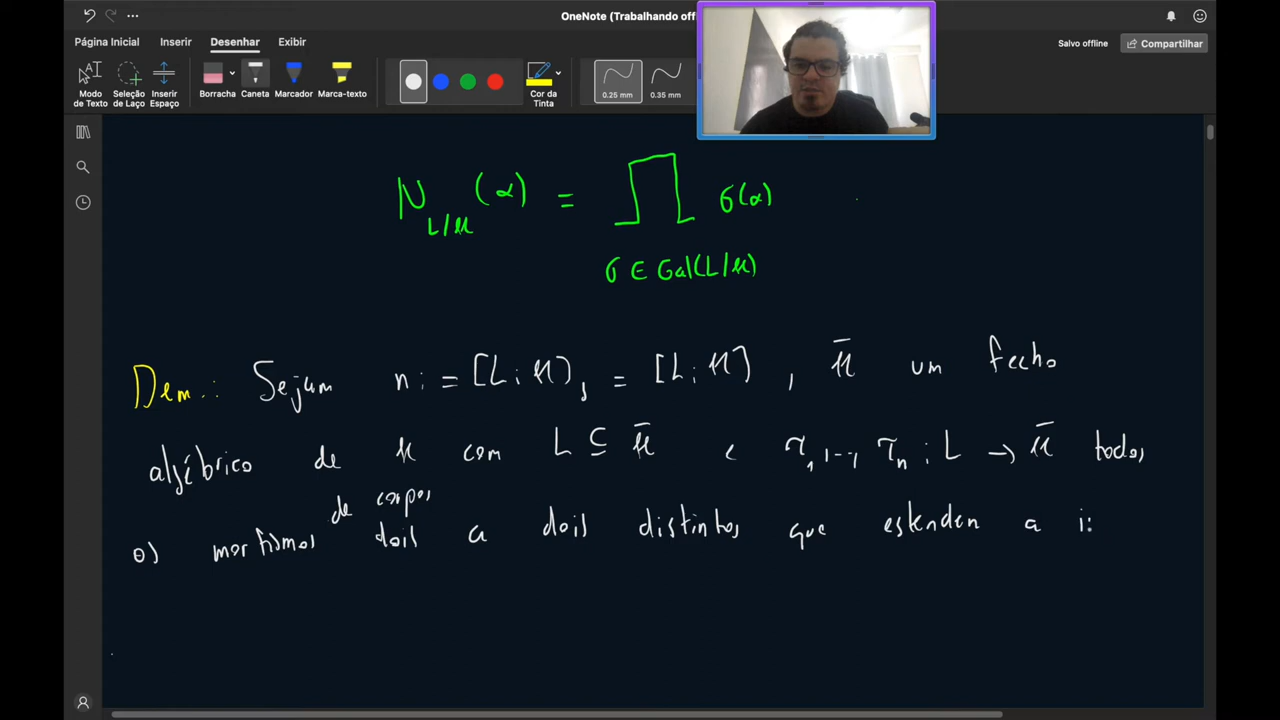 OneNote (Trabalhando off
Página Inicial Inserir Desenhar Exibir
Salvo offline Compartilhar
Modo de Texto
Seleção de Laço
Inserir Espaço
Borracha Caneta Marcador Marca-texto
Cor da Tinta
0.25 mm 0.35 mm
N_{L/K}(α) = ∏ σ(α)
σ ∈ Gal(L/K)
Dem.: Sejam n := [L:K]_s = [L:K], K̄ um fecho
algébrico de K com L ⊆ K̄ e τ_1, --, τ_n : L → K̄ todos
de corpos
os morfismos dois a dois distintos que estenden a i: